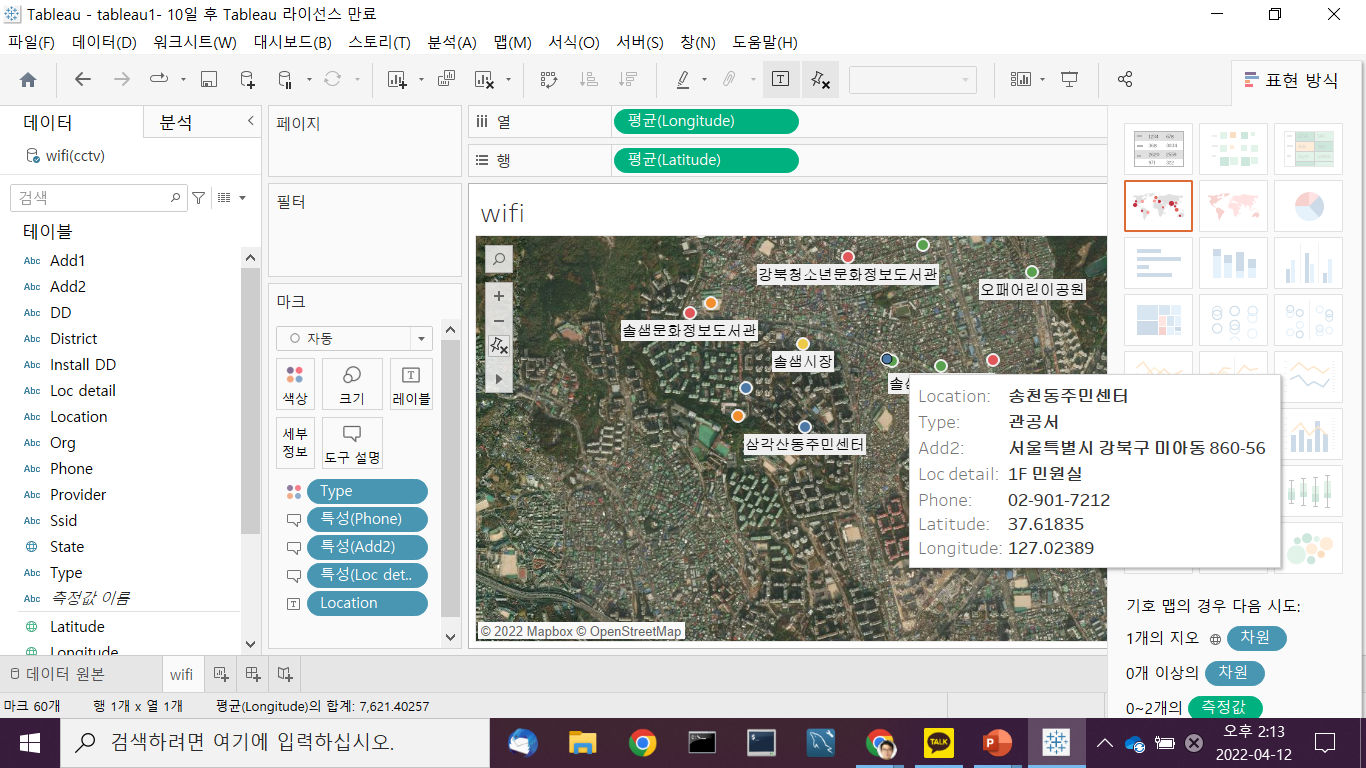 Tableau - tableau1- 10일 후 Tableau 라이선스 만료
파일(F) 데이터(D) 워크시트(W) 대시보드(B) 스토리(T) 분석(A) 맵(M) 서식(O) 서버(S) 창(N) 도움말(H)
표현 방식
데이터 분석
wifi(cctv)
검색
테이블
Abc Add1
Abc Add2
Abc DD
Abc District
Abc Install DD
Abc Loc detail
Abc Location
Abc Org
Abc Phone
Abc Provider
Abc Ssid
State
Abc Type
Abc 측정값 이름
Latitude
Longitude
페이지
필터
마크
자동
색상 크기 레이블
세부 정보
도구 설명
Type
특성(Phone)
특성(Add2)
특성(Loc det..
Location
열 평균(Longitude)
행 평균(Latitude)
wifi
강북청소년문화정보도서관
오패어린이공원
솔샘문화정보도서관
솔샘시장
삼각산동주민센터
Location: 송천동주민센터
Type: 관공서
Add2: 서울특별시 강북구 미아동 860-56
Loc detail: 1F 민원실
Phone: 02-901-7212
Latitude: 37.61835
Longitude: 127.02389
© 2022 Mapbox © OpenStreetMap
기호 맵의 경우 다음 시도:
1개의 지오 차원
0개 이상의 차원
0~2개의 측정값
데이터 원본 wifi
마크 60개 행 1개 x 열 1개 평균(Longitude)의 합계: 7,621.40257
검색하려면 여기에 입력하십시오.
TALK
오후 2:13
2022-04-12